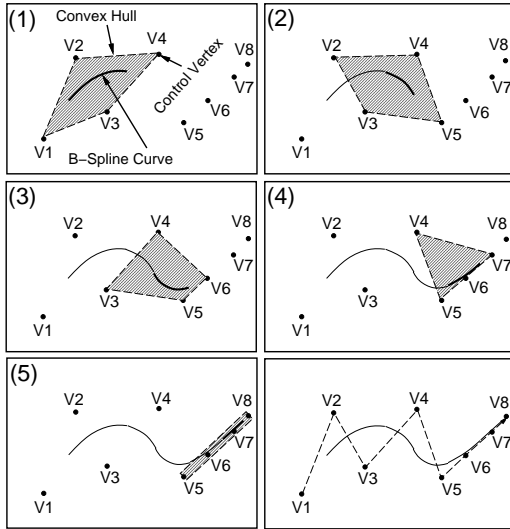 (1)
Convex Hull
V2
V4
Control Vertex
V8
V7
V6
V5
V3
V1
B-Spline Curve
(2)
V2
V4
V8
V7
V6
V3
V5
V1
(3)
V4
V8
V2
V7
V6
V3
V5
V1
(4)
V4
V8
V2
V7
V6
V3
V5
V1
(5)
V2
V4
V8
V7
V6
V3
V5
V1
V2
V4
V8
V7
V6
V3
V5
V1